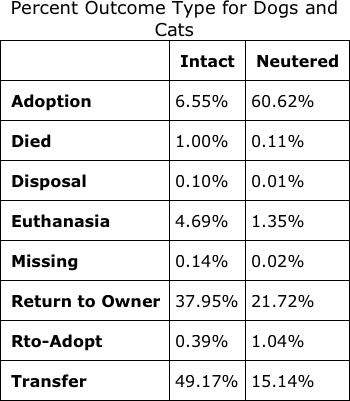 Percent Outcome Type for Dogs and
Cats
Intact Neutered
Adoption 6.55% 60.62%
Died 1.00% 0.11%
Disposal 0.10% 0.01%
Euthanasia 4.69% 1.35%
Missing 0.14% 0.02%
Return to Owner 37.95% 21.72%
Rto-Adopt 0.39% 1.04%
Transfer 49.17% 15.14%